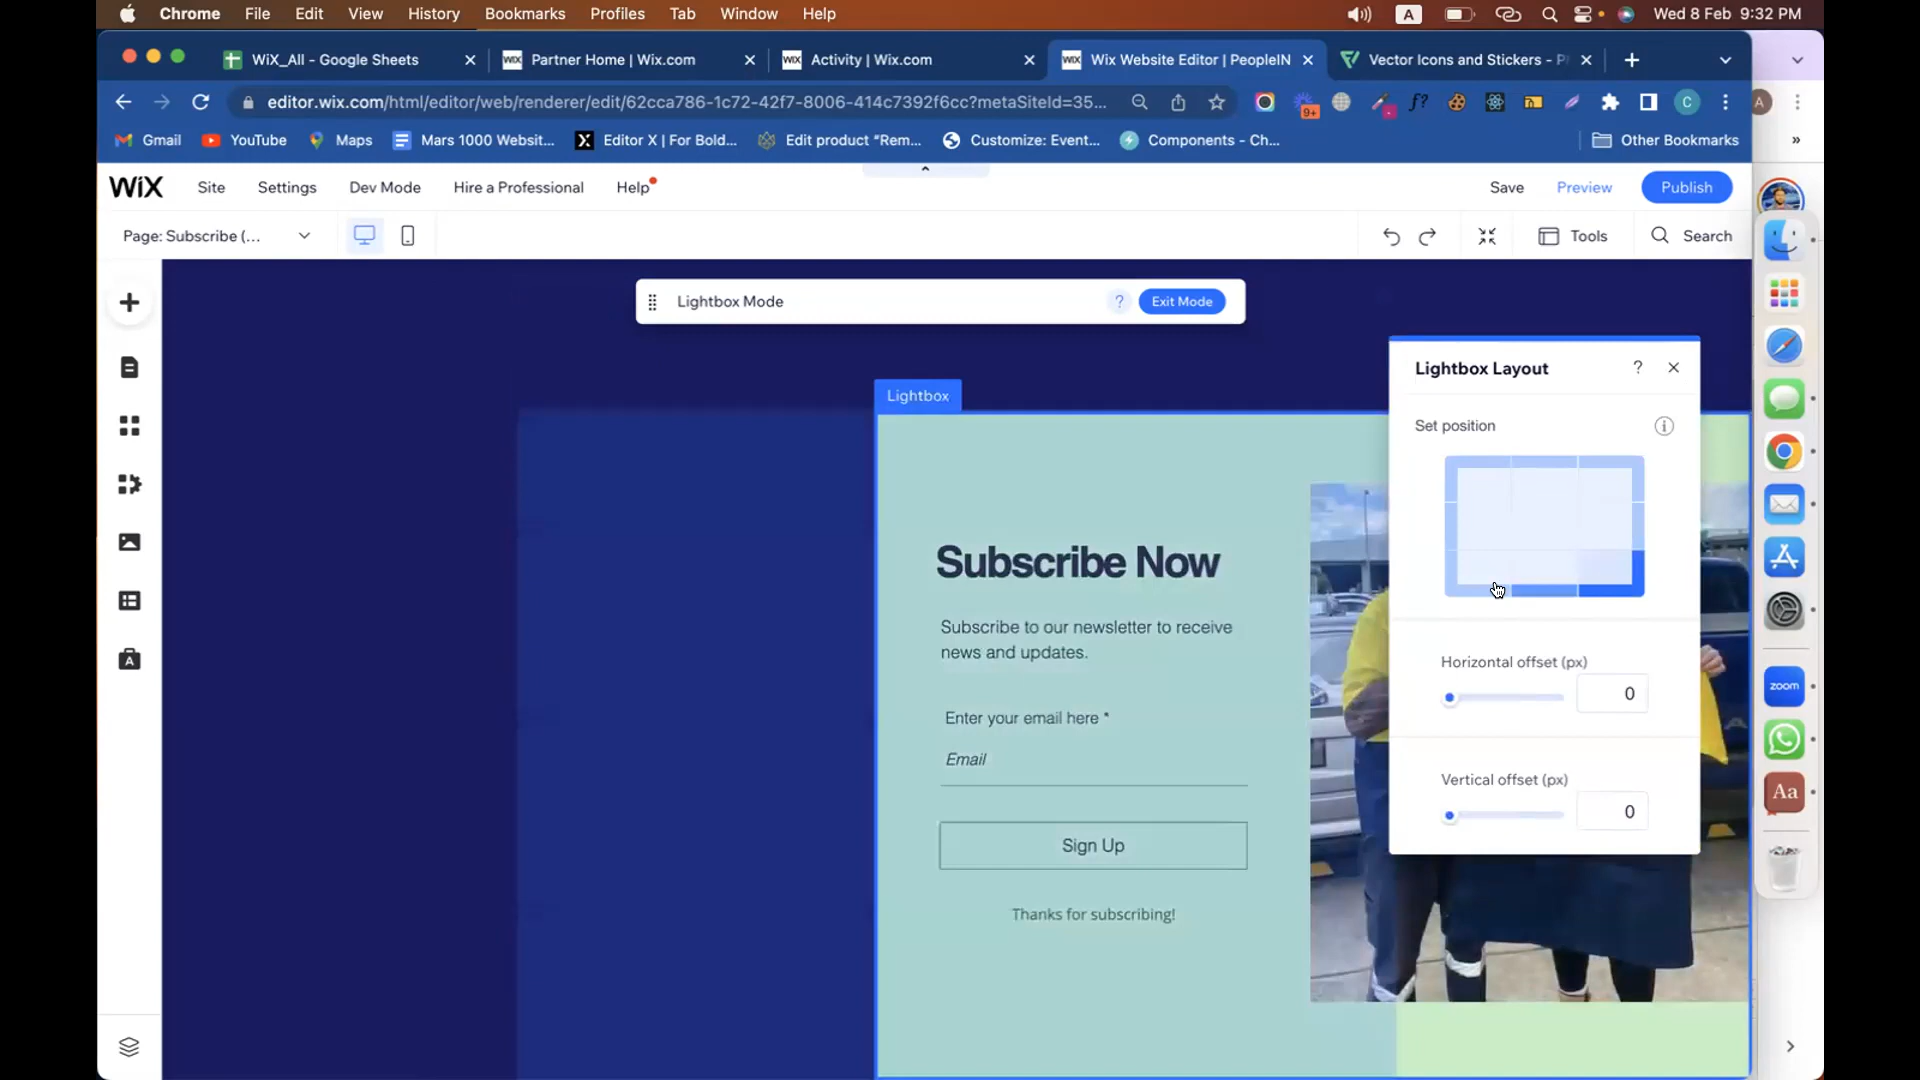 Chrome File Edit View History Bookmarks Profiles Tab Window Help A Wed 8 Feb 9:32 PM
WiX_All - Google Sheets WIX Partner Home | Wix.com WIX Activity | Wix.com WIX Wix Website Editor | PeopleIN Vector Icons and Stickers - P
editor.wix.com/html/editor/web/renderer/edit/62cca786-1c72-42f7-8006-414c7392f6cc?metaSiteId=35... 9+ f? C A
Gmail YouTube Maps Mars 1000 Websit... X Editor X | For Bold... Edit product “Rem... Customize: Event... Components - Ch... Other Bookmarks »
WiX Site Settings Dev Mode Hire a Professional Help Save Preview Publish
Page: Subscribe (... Tools Search
Lightbox Mode ? Exit Mode
Lightbox Layout ?
Lightbox
Set position i
Subscribe Now
Subscribe to our newsletter to receive
news and updates.
Horizontal offset (px)
0
zoom
Enter your email here *
Email
Vertical offset (px)
0
Aa
Sign Up
Thanks for subscribing!